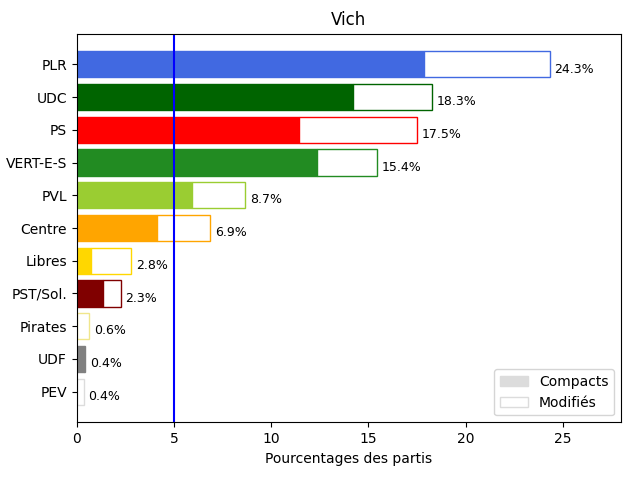 Vich
PLR 24.3%
UDC 18.3%
PS 17.5%
VERT-E-S 15.4%
PVL 8.7%
Centre 6.9%
Libres 2.8%
PST/Sol. 2.3%
Pirates 0.6%
UDF 0.4%
PEV 0.4%
Compacts
Modifiés
0 5 10 15 20 25
Pourcentages des partis